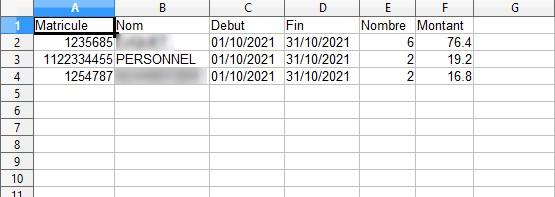 A B C D E F G
1 Matricule Nom Debut Fin Nombre Montant
2 1235685 01/10/2021 31/10/2021 6 76.4
3 1122334455 PERSONNEL 01/10/2021 31/10/2021 2 19.2
4 1254787 01/10/2021 31/10/2021 2 16.8
5
6
7
8
9
10
11